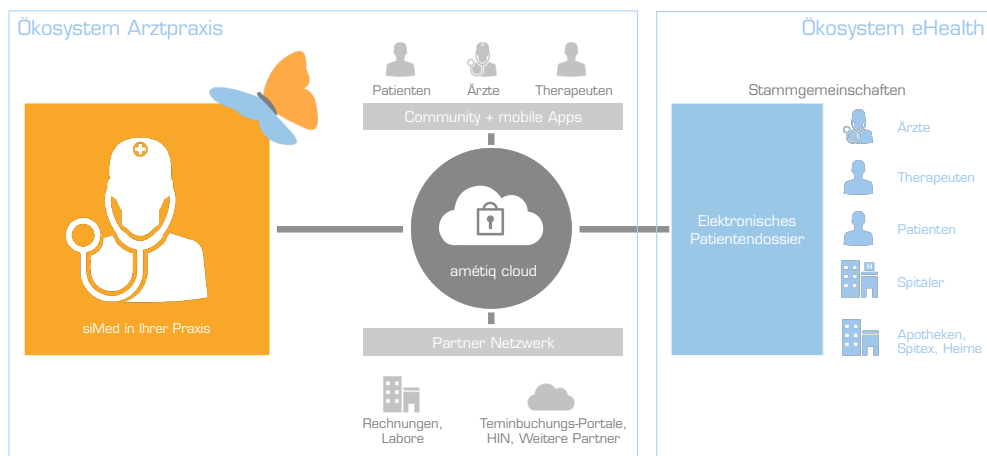 Ökosystem Arztpraxis
Patienten
Ärzte
Therapeuten
Community + mobile Apps
amétiq cloud
siMed in Ihrer Praxis
Partner Netzwerk
Rechnungen,
Labore
Teminbuchungs-Portale,
HIN, Weitere Partner
Ökosystem eHealth
Stammgemeinschaften
Elektronisches
Patientendossier
Ärzte
Therapeuten
Patienten
H
Spitäler
Apotheken,
Spitex, Heime